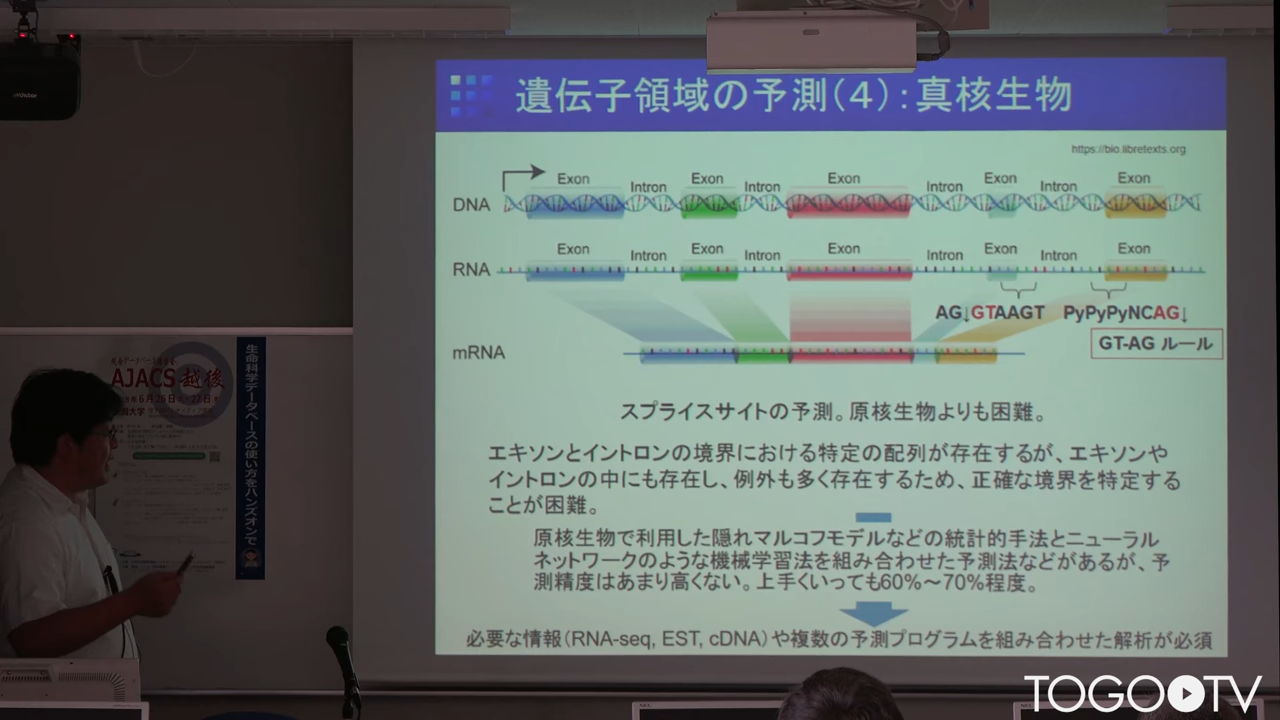 遺伝子領域の予測（４）：真核生物
https://bio.libretexts.org
Exon Intron Exon Intron Exon Intron Exon Intron Exon
DNA
Exon Intron Exon Intron Exon Intron Exon Intron Exon
RNA
AG↓GTAAGT PyPyPyNCAG↓
GT-AG ルール
mRNA
スプライスサイトの予測。原核生物よりも困難。
エキソンとイントロンの境界における特定の配列が存在するが、エキソンや
イントロンの中にも存在し、例外も多く存在するため、正確な境界を特定する
ことが困難。
原核生物で利用した隠れマルコフモデルなどの統計的手法とニューラル
ネットワークのような機械学習法を組み合わせた予測法などがあるが、予
測精度はあまり高くない。上手くいっても60%～70%程度。
必要な情報（RNA-seq, EST, cDNA）や複数の予測プログラムを組み合わせた解析が必須
AJACS 越後
6月26日 27日
生命科学データベースの使い方をハンズオンで
TOGOTV